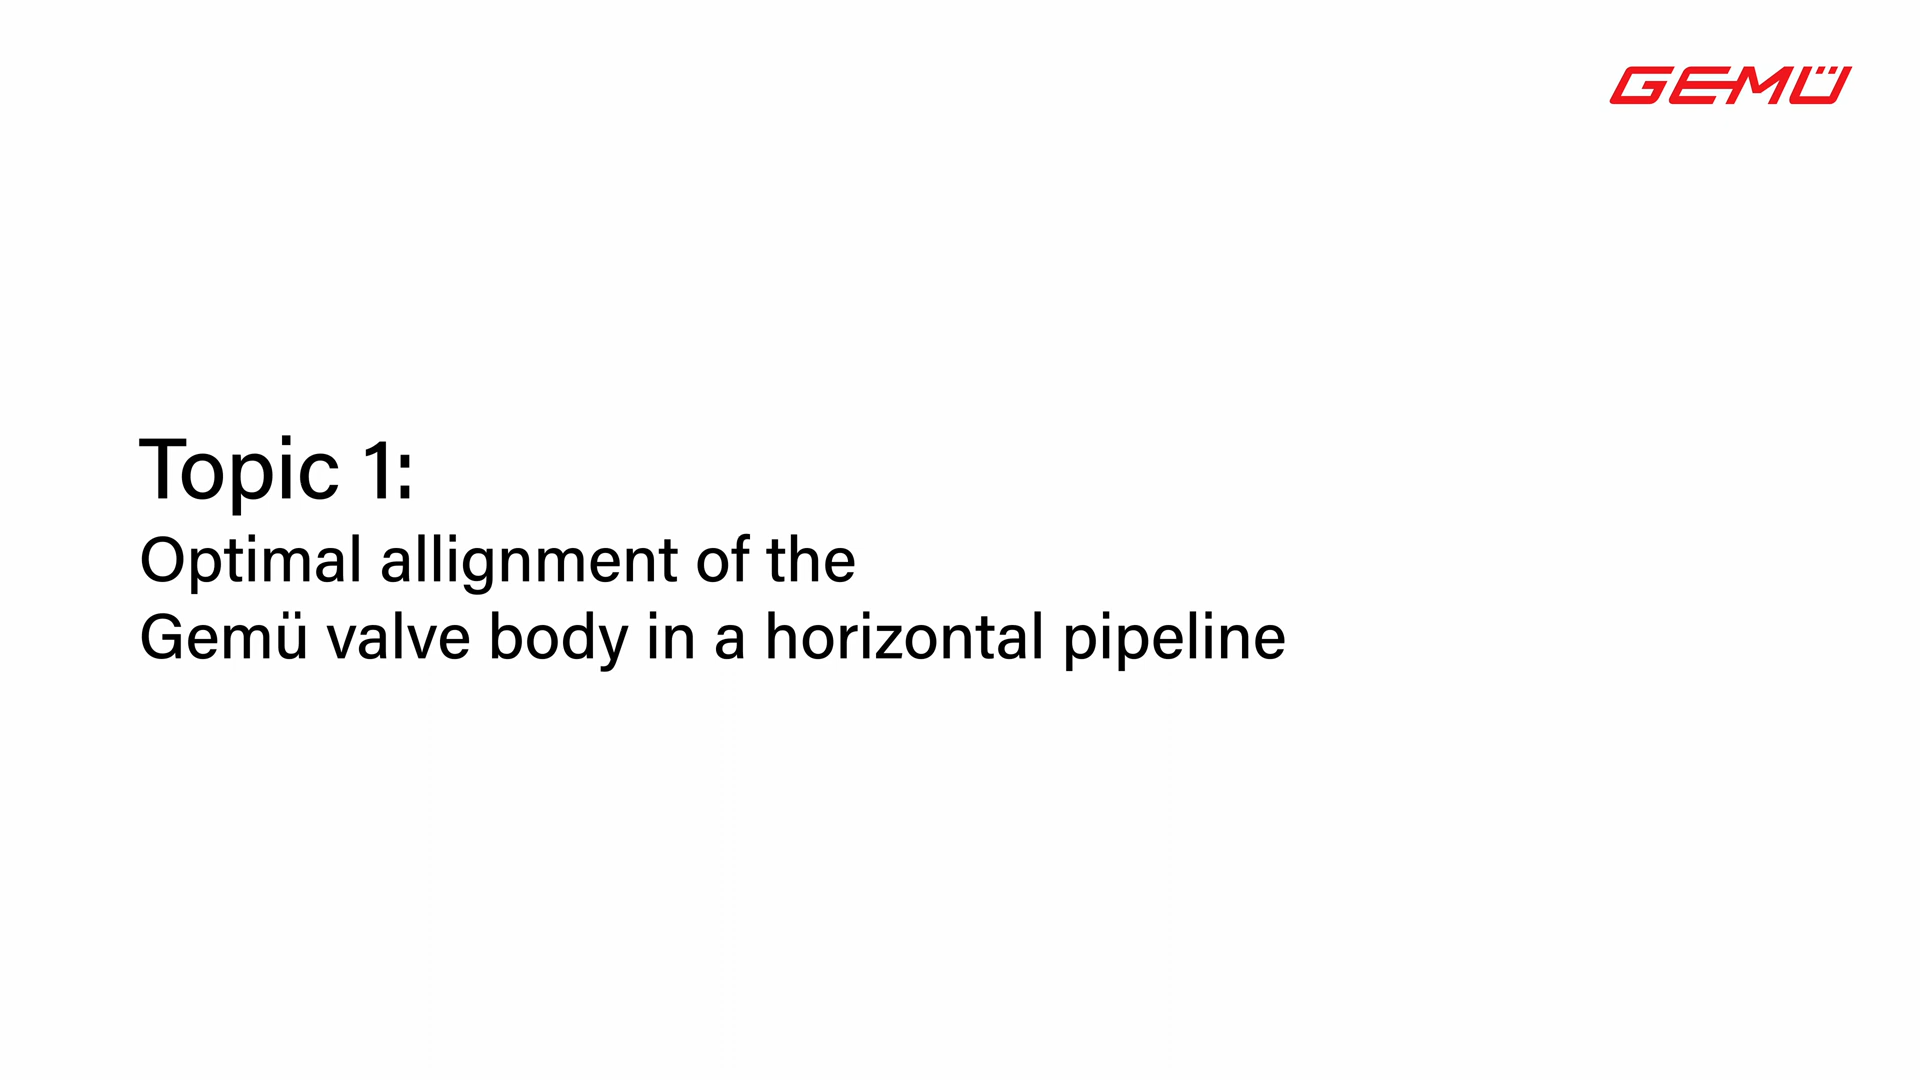 GEMÜ
Topic 1:
Optimal allignment of the
Gemü valve body in a horizontal pipeline